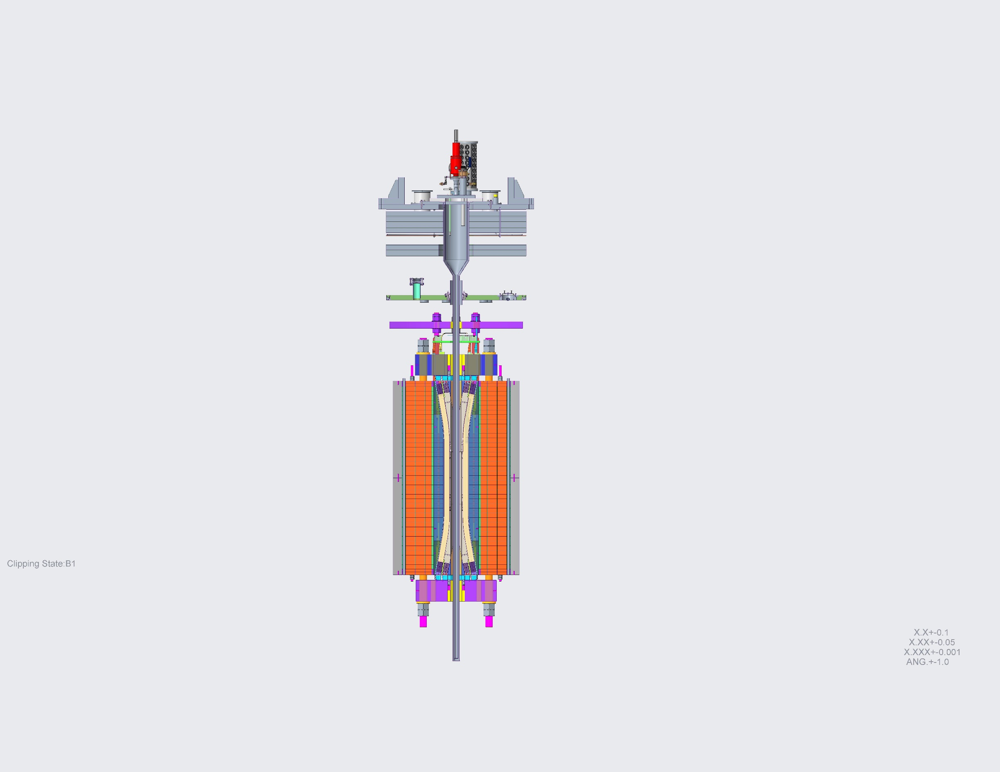 Clipping State:B1
X.X+-0.1
X.XX+-0.05
X.XXX+-0.001
ANG.+-1.0